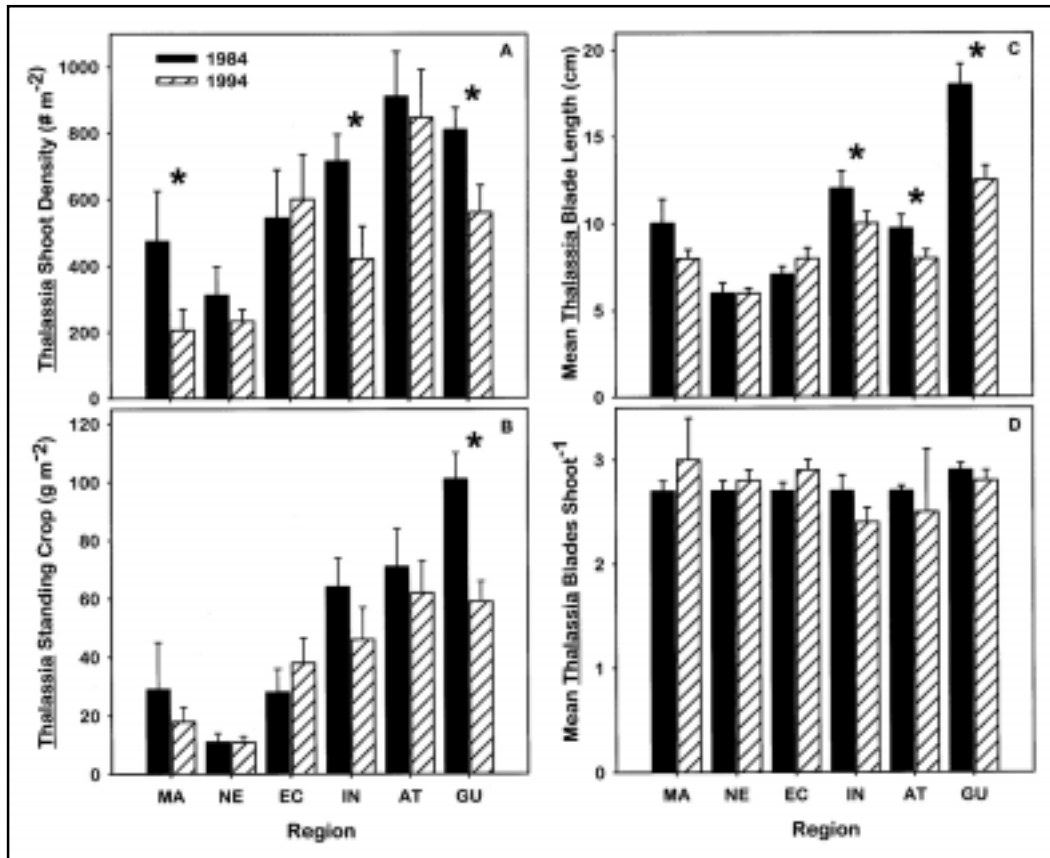 A
1984
1994
Thalassia Shoot Density (# m⁻²)
1000
800
600
400
200
0
*
*
*
B
Thalassia Standing Crop (g m⁻²)
120
100
80
60
40
20
0
*
MA NE EC IN AT GU
Region
C
Mean Thalassia Blade Length (cm)
20
15
10
5
0
*
*
*
D
Mean Thalassia Blades Shoot⁻¹
3
2
1
0
MA NE EC IN AT GU
Region